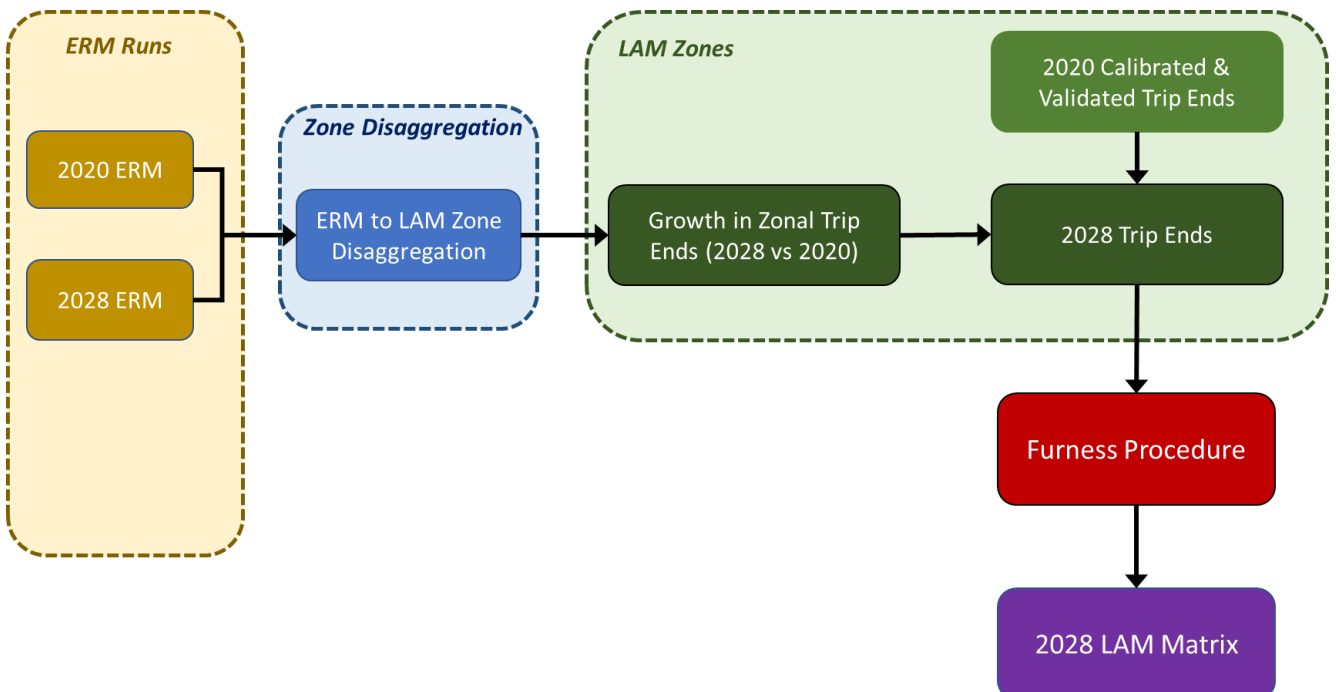 ERM Runs
2020 ERM
2028 ERM
Zone Disaggregation
ERM to LAM Zone
Disaggregation
LAM Zones
2020 Calibrated &
Validated Trip Ends
Growth in Zonal Trip
Ends (2028 vs 2020)
2028 Trip Ends
Furness Procedure
2028 LAM Matrix